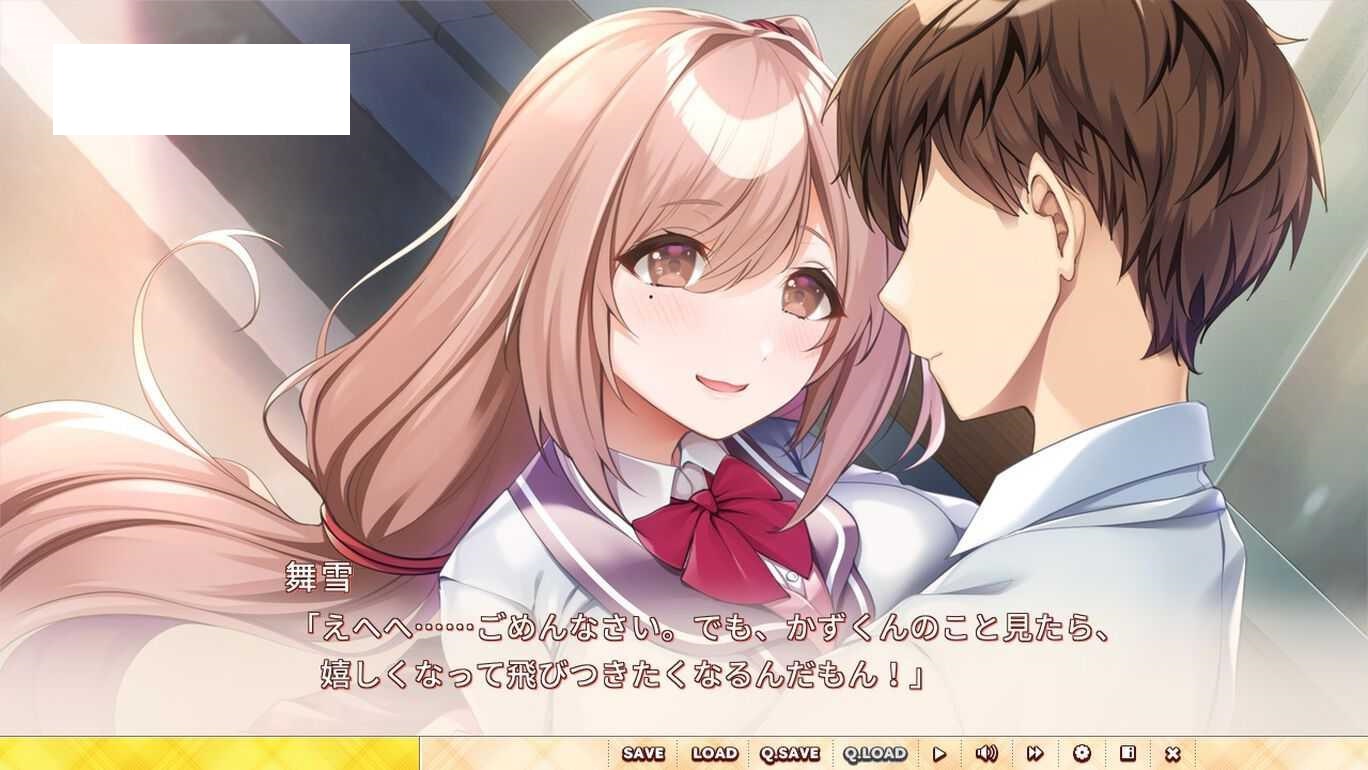 舞雪
「えへへ……ごめんなさい。でも、かずくんのこと見たら、
嬉しくなって飛びつきたくなるんだもん！」
SAVE LOAD Q.SAVE Q.LOAD